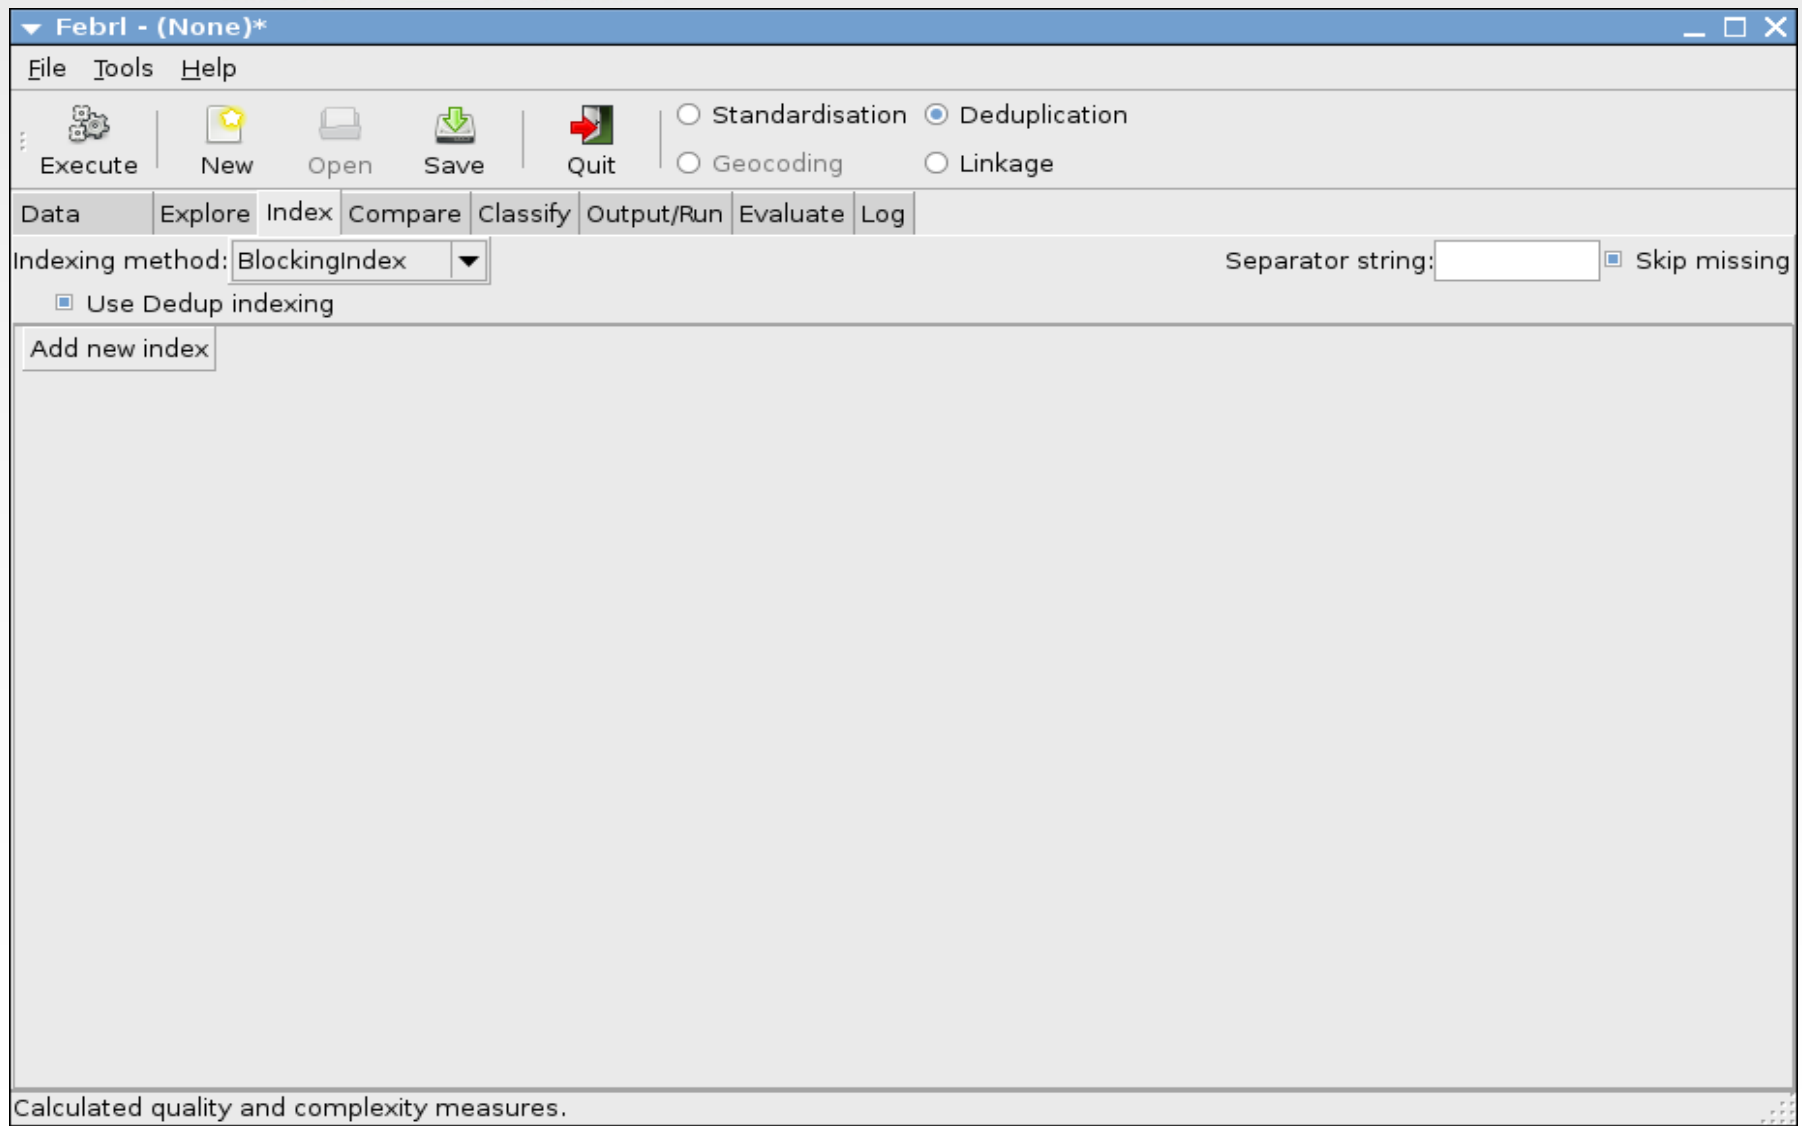 Febrl - (None)*
File Tools Help
Standardisation Deduplication
Execute New Open Save Quit Geocoding Linkage
Data Explore Index Compare Classify Output/Run Evaluate Log
Indexing method: BlockingIndex Separator string: Skip missing
Use Dedup indexing
Add new index
Calculated quality and complexity measures.